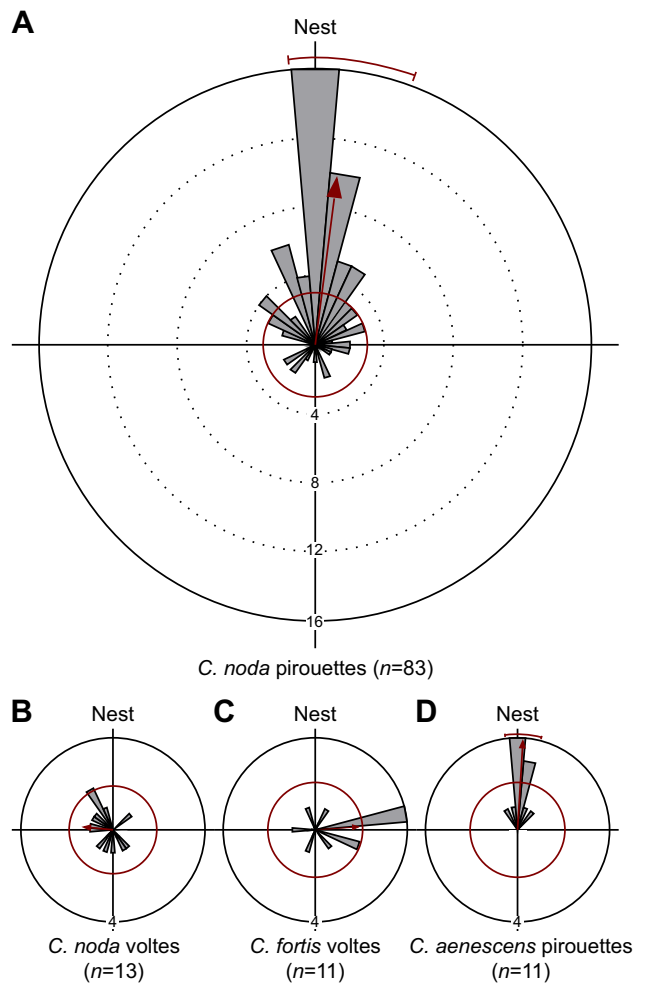 A
Nest
4
8
12
16
C. noda pirouettes (n=83)
B C D
Nest Nest Nest
4 4 4
C. noda voltes C. fortis voltes C. aenescens pirouettes
(n=13) (n=11) (n=11)